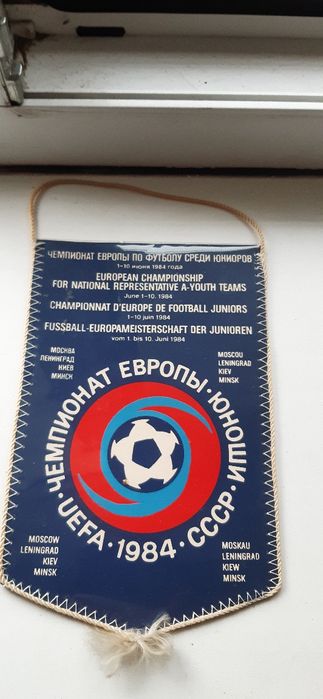 ЧЕМПИОНАТ ЕВРОПЫ ПО ФУТБОЛУ СРЕДИ ЮНИОРОВ
1–10 июня 1984 года
EUROPEAN CHAMPIONSHIP
FOR NATIONAL REPRESENTATIVE A-YOUTH TEAMS
June 1–10, 1984
CHAMPIONNAT D'EUROPE DE FOOTBALL JUNIORS
1–10 juin 1984
FUSSBALL-EUROPAMEISTERSCHAFT DER JUNIOREN
vom 1. bis 10. Juni 1984
МОСКВА
ЛЕНИНГРАД
КИЕВ
МИНСК
MOSCOU
LENINGRAD
KIEV
MINSK
ЧЕМПИОНАТ ЕВРОПЫ · ЮНОШИ
UEFA · 1984 · СССР
MOSCOW
LENINGRAD
KIEV
MINSK
MOSKAU
LENINGRAD
KIEW
MINSK